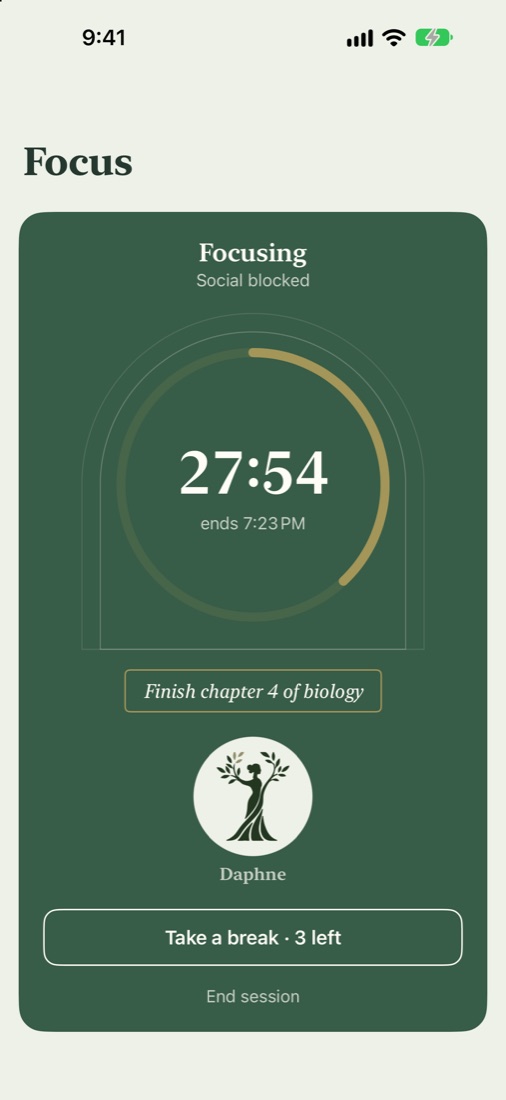 9:41
Focus
Focusing
Social blocked
27:54
ends 7:23 PM
Finish chapter 4 of biology
Daphne
Take a break · 3 left
End session